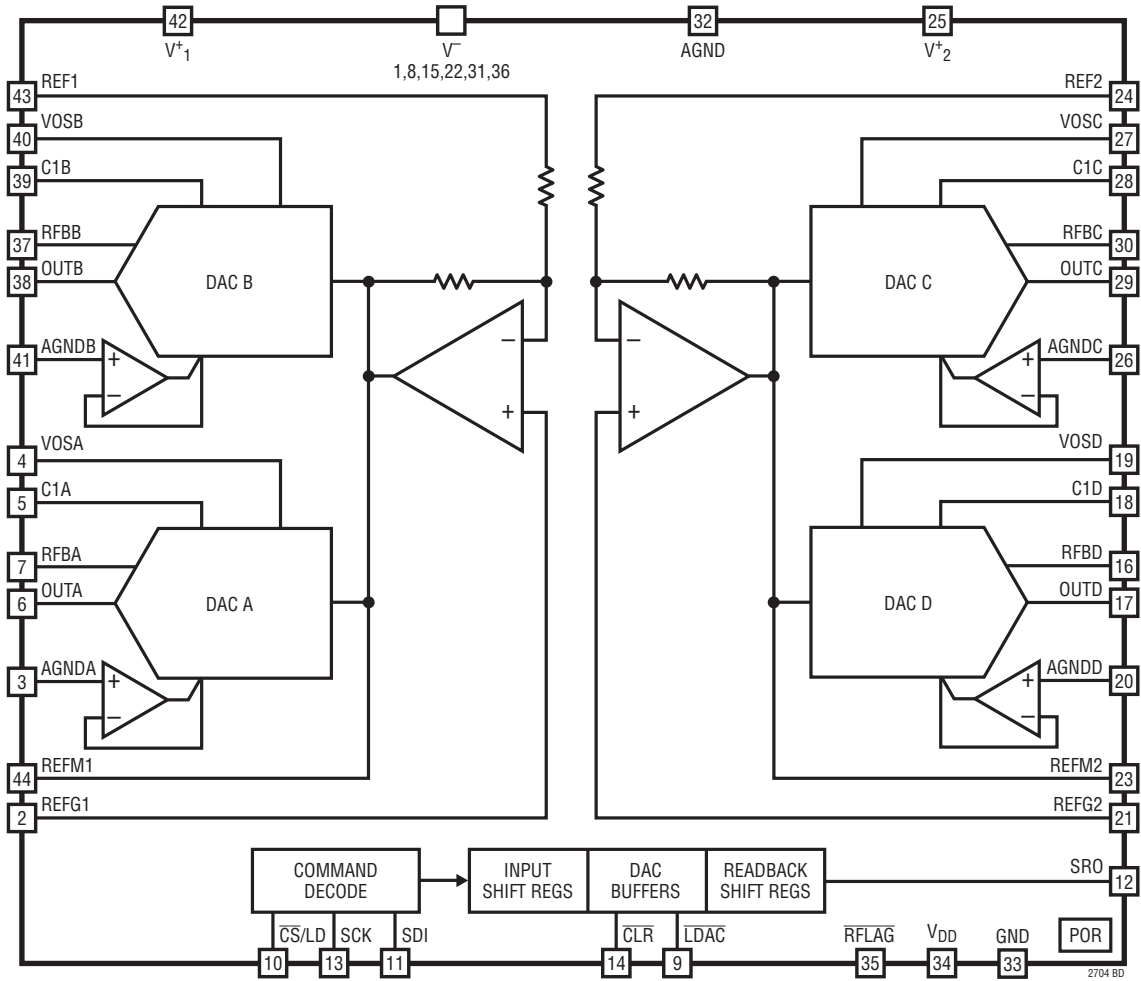 42
V⁺1
V⁻
1,8,15,22,31,36
32
AGND
25
V⁺2
43 REF1
40 VOSB
39 C1B
37 RFBB
38 OUTB
DAC B
41 AGNDB
+
−
4 VOSA
5 C1A
7 RFBA
6 OUTA
DAC A
3 AGNDA
+
−
44 REFM1
2 REFG1
−
+
−
+
REF2 24
VOSC 27
C1C 28
RFBC 30
OUTC 29
DAC C
AGNDC 26
+
−
VOSD 19
C1D 18
RFBD 16
OUTD 17
DAC D
AGNDD 20
+
−
REFM2 23
REFG2 21
COMMAND
DECODE
INPUT
SHIFT REGS
DAC
BUFFERS
READBACK
SHIFT REGS
SRO 12
C̅S̅/LD
10
SCK
13
SDI
11
C̅L̅R̅
14
L̅D̅A̅C̅
9
R̅F̅L̅A̅G̅
35
VDD
34
GND
33
POR
2704 BD